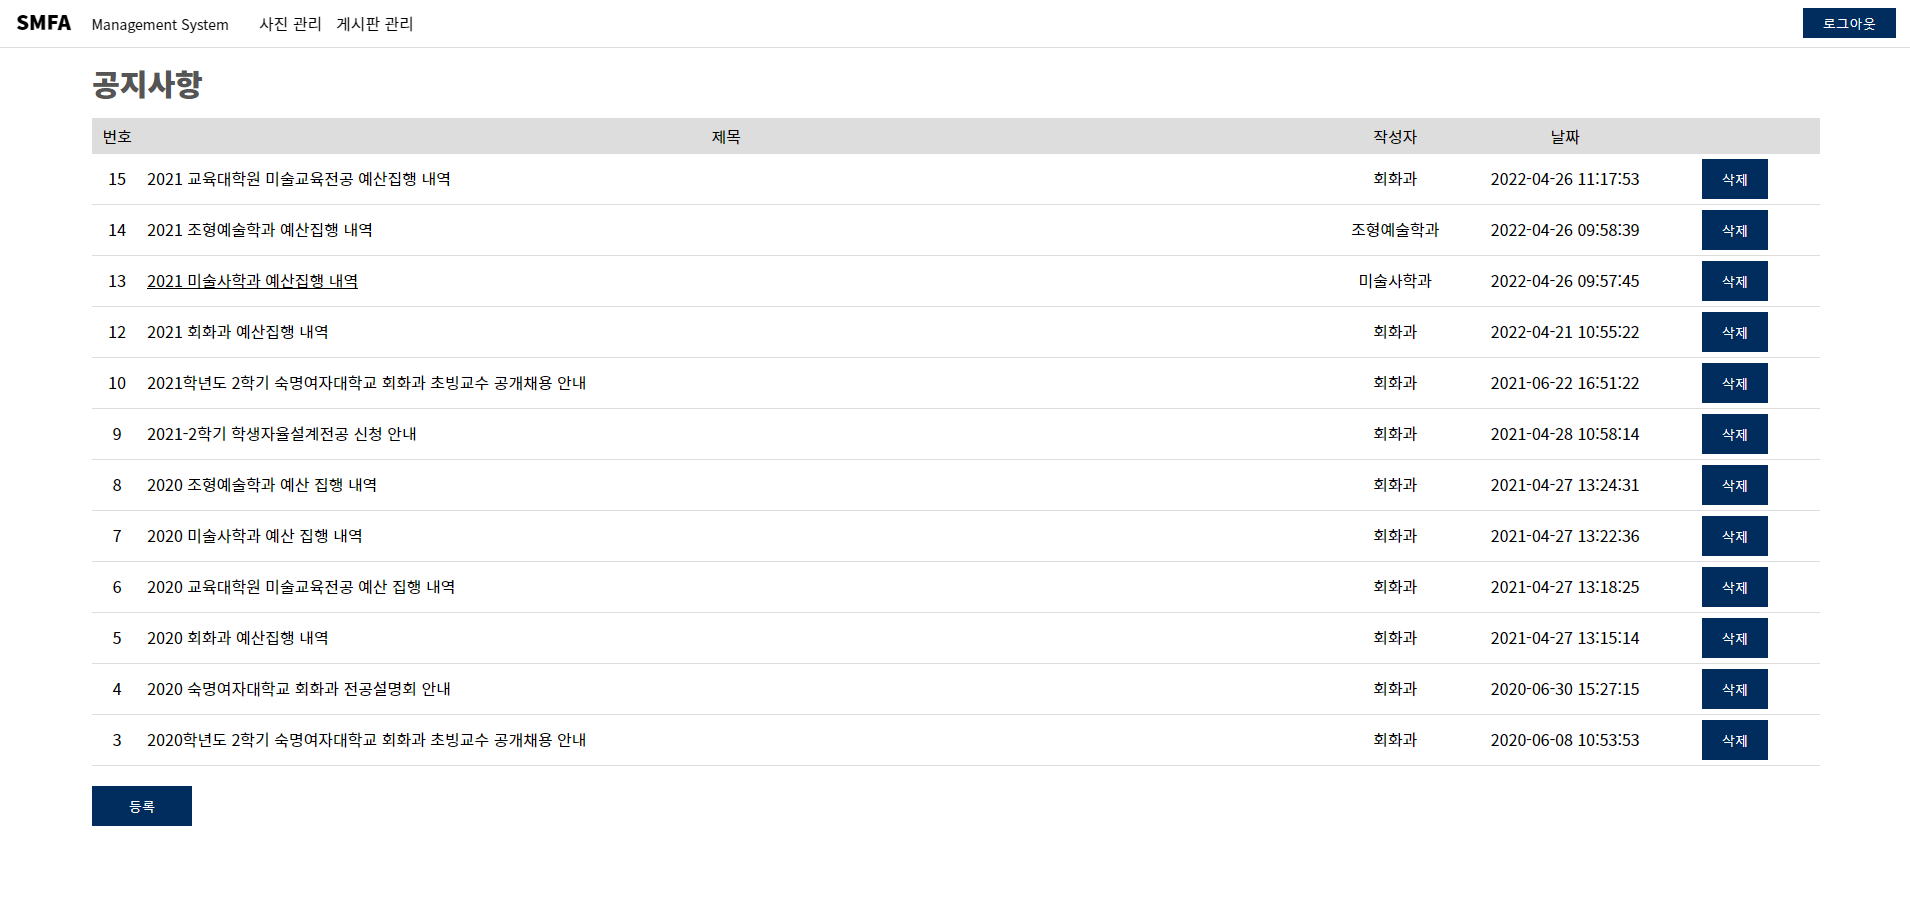 SMFA Management System 사진 관리 게시판 관리 로그아웃
공지사항
번호 제목 작성자 날짜
15 2021 교육대학원 미술교육전공 예산집행 내역 회화과 2022-04-26 11:17:53 삭제
14 2021 조형예술학과 예산집행 내역 조형예술학과 2022-04-26 09:58:39 삭제
13 2021 미술사학과 예산집행 내역 미술사학과 2022-04-26 09:57:45 삭제
12 2021 회화과 예산집행 내역 회화과 2022-04-21 10:55:22 삭제
10 2021학년도 2학기 숙명여자대학교 회화과 초빙교수 공개채용 안내 회화과 2021-06-22 16:51:22 삭제
9 2021-2학기 학생자율설계전공 신청 안내 회화과 2021-04-28 10:58:14 삭제
8 2020 조형예술학과 예산 집행 내역 회화과 2021-04-27 13:24:31 삭제
7 2020 미술사학과 예산 집행 내역 회화과 2021-04-27 13:22:36 삭제
6 2020 교육대학원 미술교육전공 예산 집행 내역 회화과 2021-04-27 13:18:25 삭제
5 2020 회화과 예산집행 내역 회화과 2021-04-27 13:15:14 삭제
4 2020 숙명여자대학교 회화과 전공설명회 안내 회화과 2020-06-30 15:27:15 삭제
3 2020학년도 2학기 숙명여자대학교 회화과 초빙교수 공개채용 안내 회화과 2020-06-08 10:53:53 삭제
등록